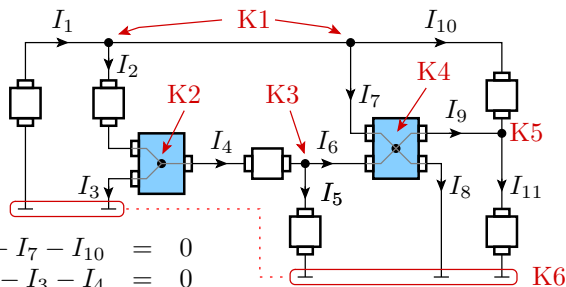 I1 K1 I10
I2 K2 K3 I7 K4
I4 I6 I9 K5
I3 I5 I8 I11
− I7 − I10 = 0
− I3 − I4 = 0
K6